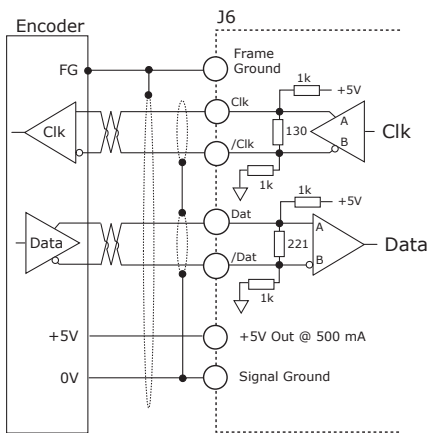 J6
Encoder
Frame
Ground
FG
1k
+5V
Clk
A
Clk
130
Clk
B
/Clk
1k
1k
Dat
+5V
A
Data
221
Data
B
/Dat
1k
+5V
+5V Out @ 500 mA
0V
Signal Ground